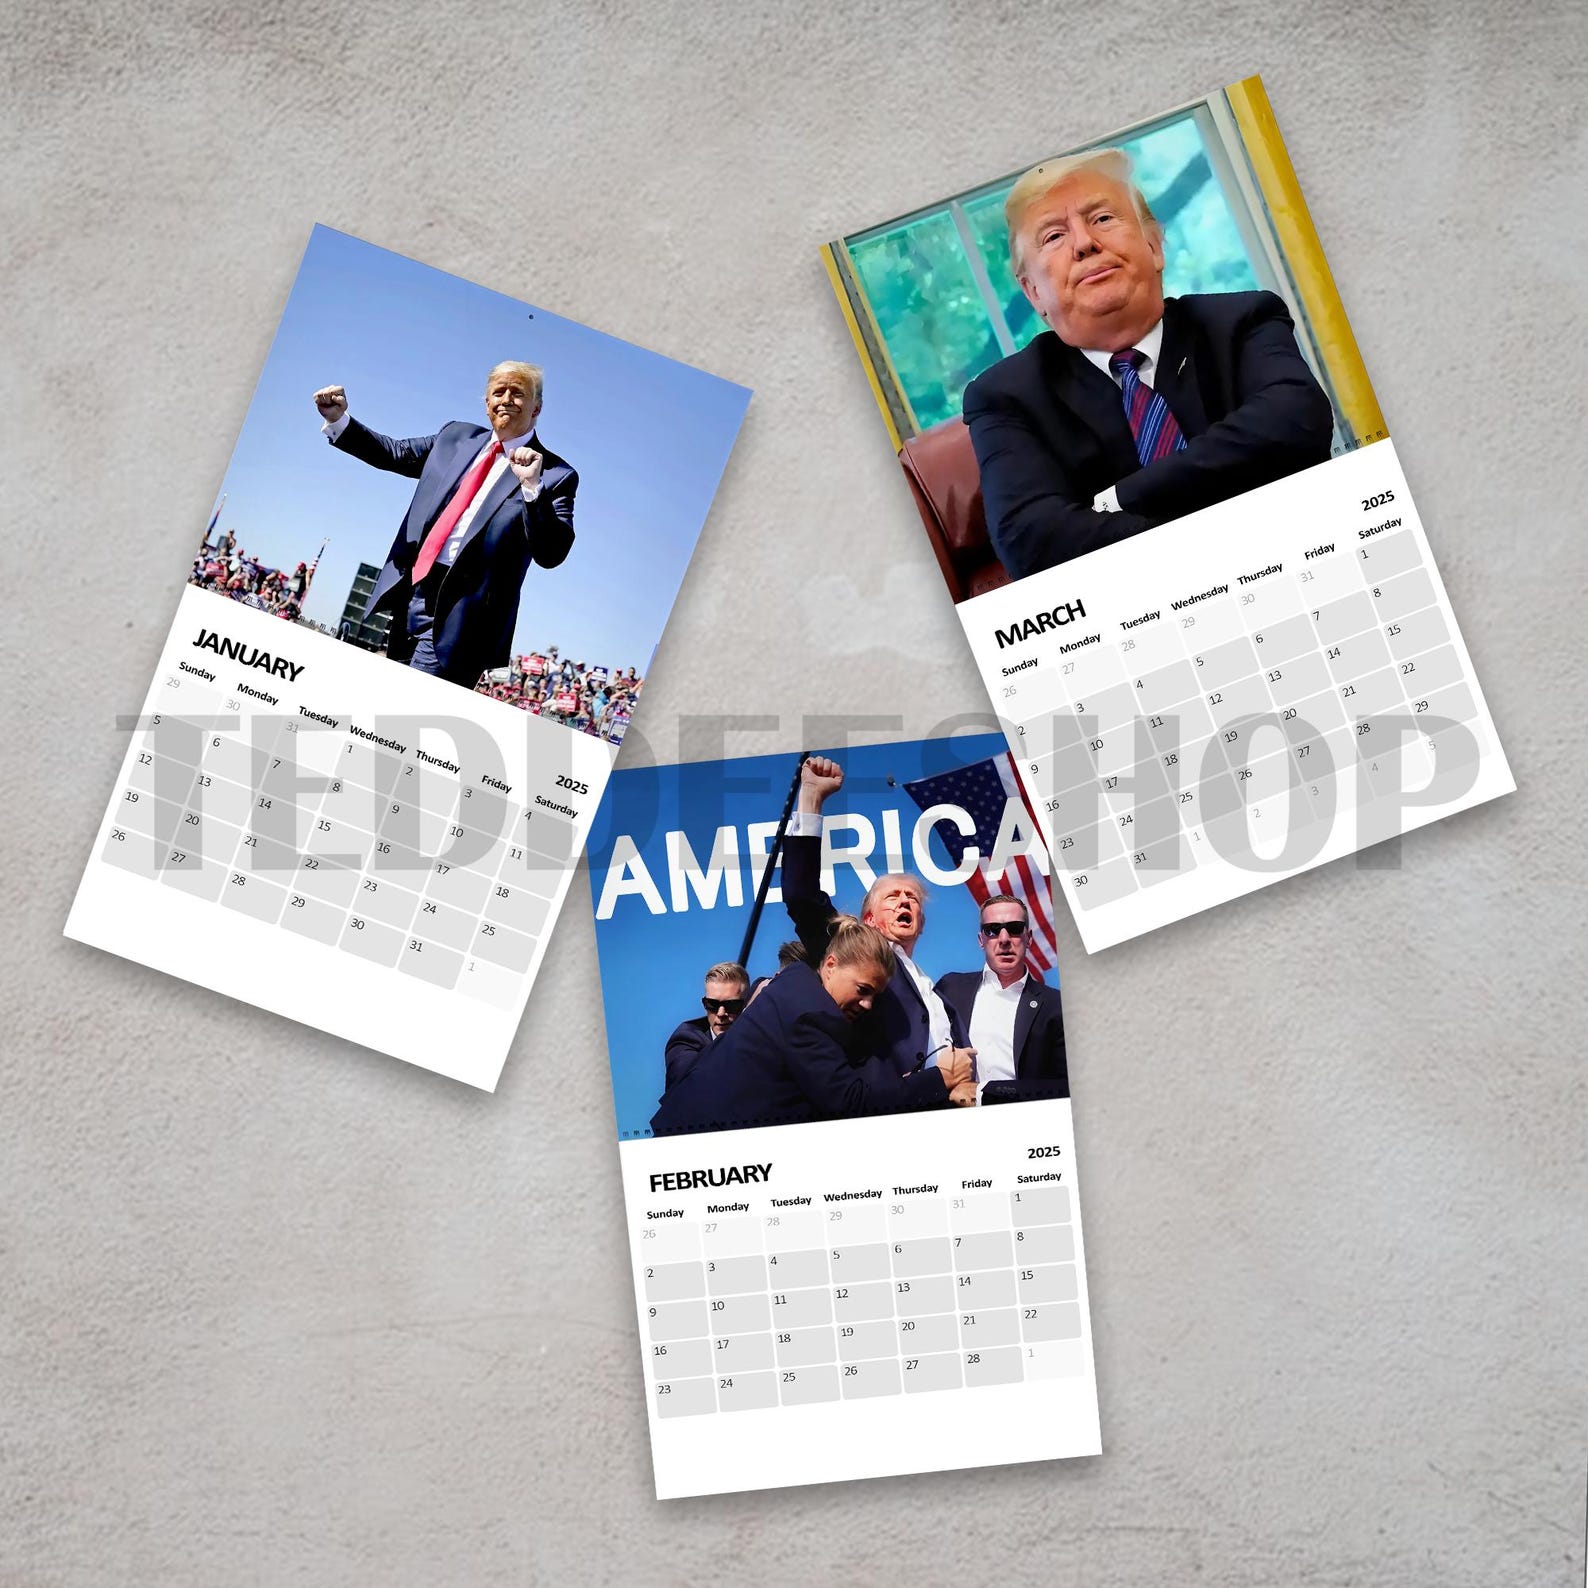 JANUARY
2025
Sunday Monday Tuesday Wednesday Thursday Friday Saturday
29 30 31 1 2 3 4
5 6 7 8 9 10 11
12 13 14 15 16 17 18
19 20 21 22 23 24 25
26 27 28 29 30 31 1
MARCH
2025
Sunday Monday Tuesday Wednesday Thursday Friday Saturday
26 27 28 29 30 31 1
2 3 4 5 6 7 8
9 10 11 12 13 14 15
16 17 18 19 20 21 22
23 24 25 26 27 28 29
30 31 1 2 3 4 5
TEDDEESHOP
AMERICA
FEBRUARY
2025
Sunday Monday Tuesday Wednesday Thursday Friday Saturday
26 27 28 29 30 31 1
2 3 4 5 6 7 8
9 10 11 12 13 14 15
16 17 18 19 20 21 22
23 24 25 26 27 28 1